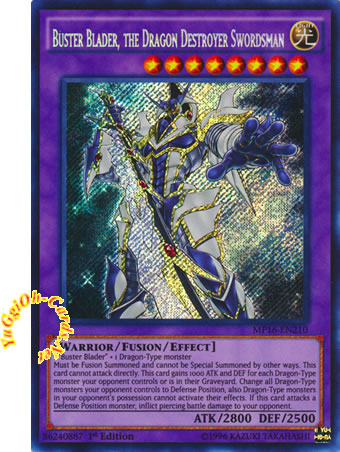 BUSTER BLADER, THE DRAGON DESTROYER SWORDSMAN
LIGHT
光
YuGgiOh-Cards.
MP16-EN210
[WARRIOR/FUSION/EFFECT]
"Buster Blader" + 1 Dragon-Type monster
Must be Fusion Summoned and cannot be Special Summoned by other ways. This
card cannot attack directly. This card gains 1000 ATK and DEF for each Dragon-Type
monster your opponent controls or is in their Graveyard. Change all Dragon-Type
monsters your opponent controls to Defense Position, also Dragon-Type monsters
in your opponent's possession cannot activate their effects. If this card attacks a
Defense Position monster, inflict piercing battle damage to your opponent.
ATK/2800 DEF/2500
86240887 1st Edition ©1996 KAZUKI TAKAHASHI